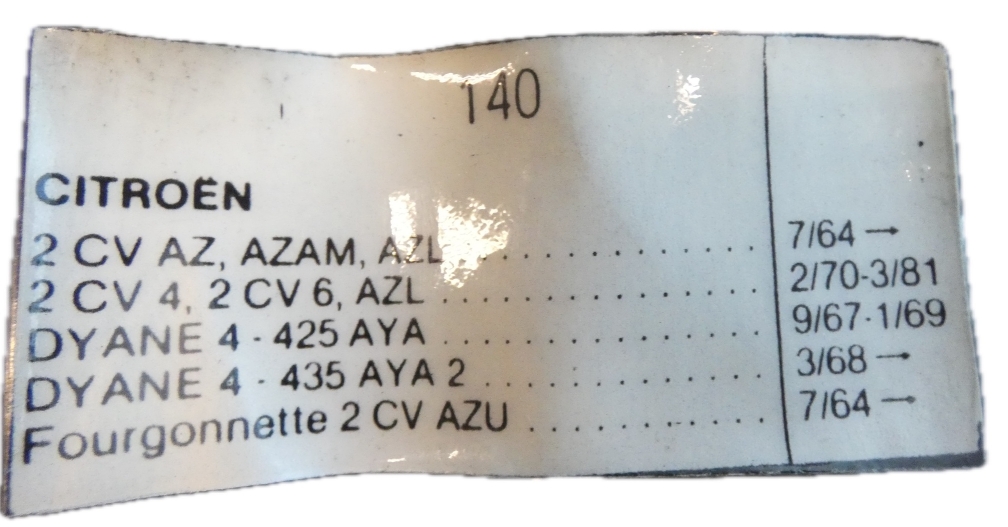 140
CITROËN
2 CV AZ, AZAM, AZL ........................ 7/64 →
2 CV 4, 2 CV 6, AZL ........................ 2/70-3/81
DYANE 4 - 425 AYA ........................ 9/67-1/69
DYANE 4 - 435 AYA 2 ........................ 3/68 →
Fourgonnette 2 CV AZU ................ 7/64 →